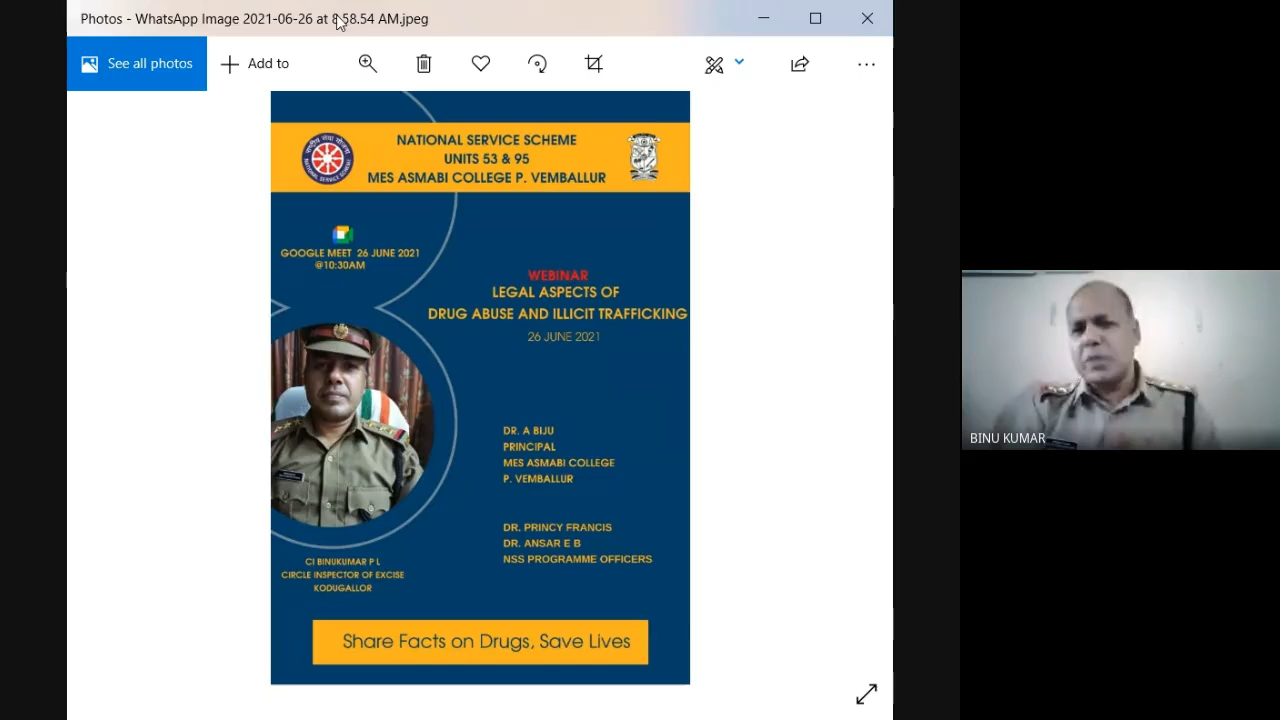 Photos - WhatsApp Image 2021-06-26 at 8.58.54 AM.jpeg
See all photos
Add to
NATIONAL SERVICE SCHEME
UNITS 53 & 95
MES ASMABI COLLEGE P. VEMBALLUR
GOOGLE MEET 26 JUNE 2021
@10:30AM
WEBINAR
LEGAL ASPECTS OF
DRUG ABUSE AND ILLICIT TRAFFICKING
26 JUNE 2021
DR. A BIJU
PRINCIPAL
MES ASMABI COLLEGE
P. VEMBALLUR
DR. PRINCY FRANCIS
DR. ANSAR E B
NSS PROGRAMME OFFICERS
CI BINUKUMAR P L
CIRCLE INSPECTOR OF EXCISE
KODUGALLOR
Share Facts on Drugs, Save Lives
BINU KUMAR